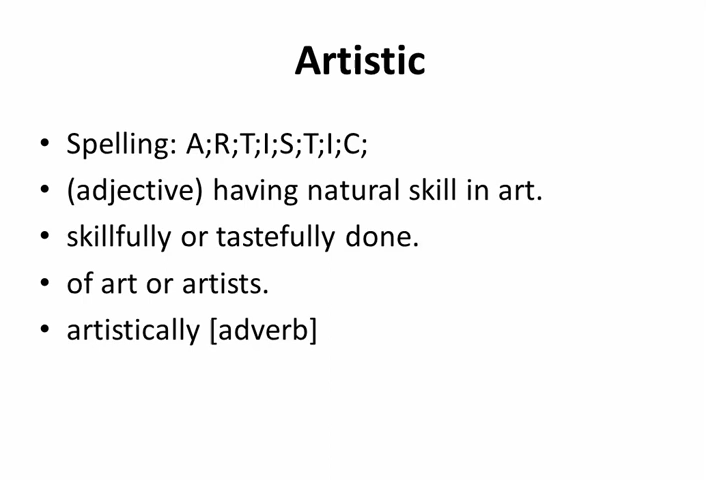 Artistic
• Spelling: A;R;T;I;S;T;I;C;
• (adjective) having natural skill in art.
• skillfully or tastefully done.
• of art or artists.
• artistically [adverb]